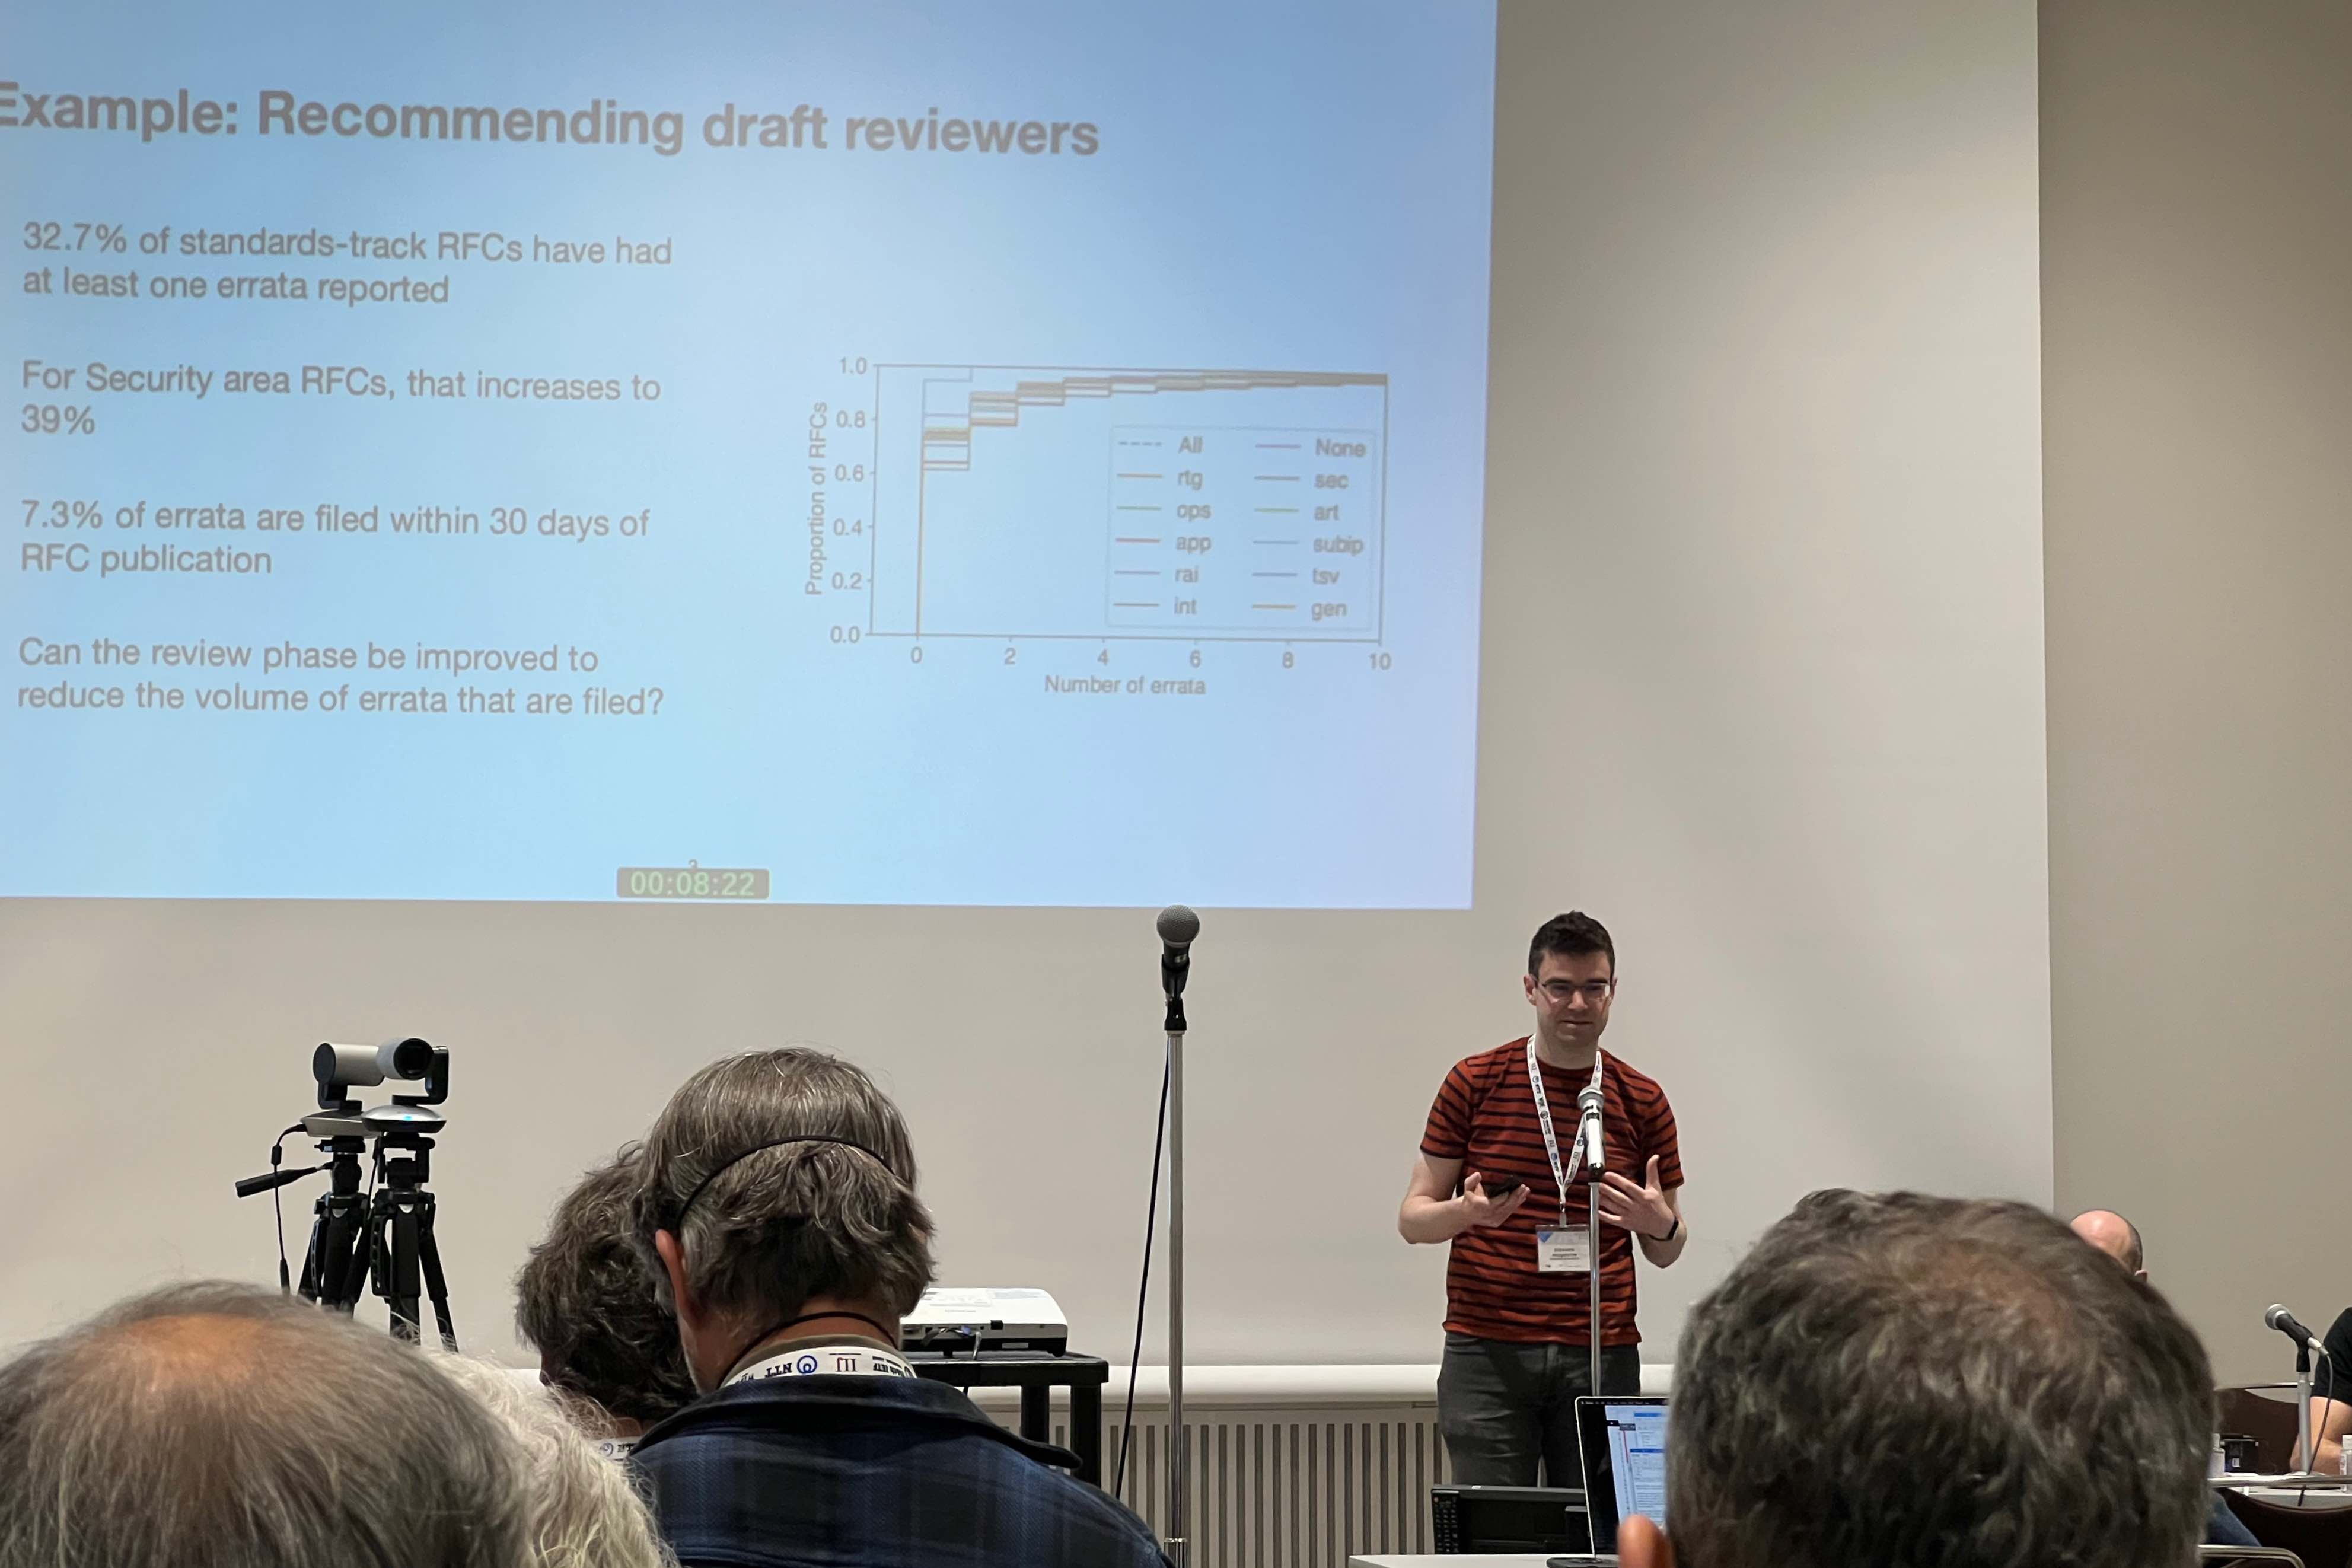 Example: Recommending draft reviewers
32.7% of standards-track RFCs have had
at least one errata reported
For Security area RFCs, that increases to
39%
7.3% of errata are filed within 30 days of
RFC publication
Can the review phase be improved to
reduce the volume of errata that are filed?
Proportion of RFCs
1.0
0.8
0.6
0.4
0.2
0.0
All
None
rtg
sec
ops
art
app
subip
rai
tsv
int
gen
0 2 4 6 8 10
Number of errata
3
00:08:22
NTT
IIJ